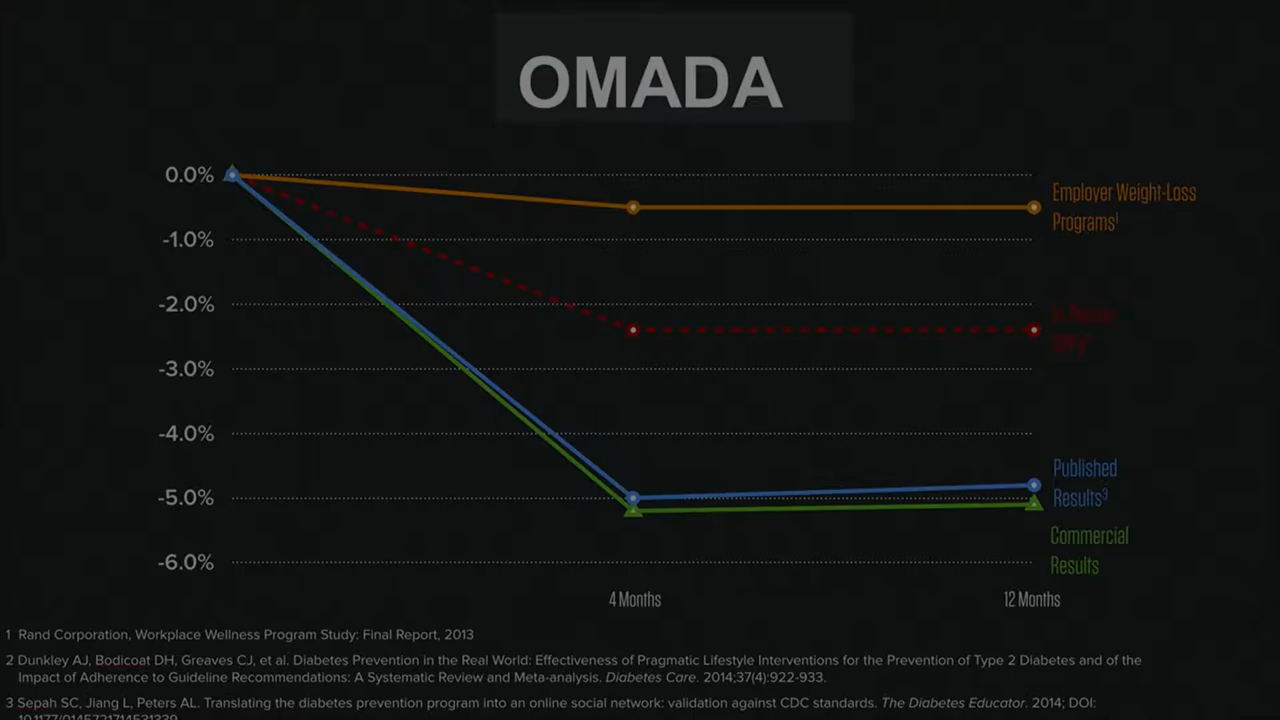 OMADA
0.0%
-1.0%
-2.0%
-3.0%
-4.0%
-5.0%
-6.0%
Employer Weight-Loss
Programs¹
Published
Results³
Commercial
Results
4 Months
12 Months
1 Rand Corporation, Workplace Wellness Program Study: Final Report, 2013
2 Dunkley AJ, Bodicoat DH, Greaves CJ, et al. Diabetes Prevention in the Real World: Effectiveness of Pragmatic Lifestyle Interventions for the Prevention of Type 2 Diabetes and of the
Impact of Adherence to Guideline Recommendations: A Systematic Review and Meta-analysis. Diabetes Care. 2014;37(4):922-933.
3 Sepah SC, Jiang L, Peters AL. Translating the diabetes prevention program into an online social network: validation against CDC standards. The Diabetes Educator. 2014; DOI: